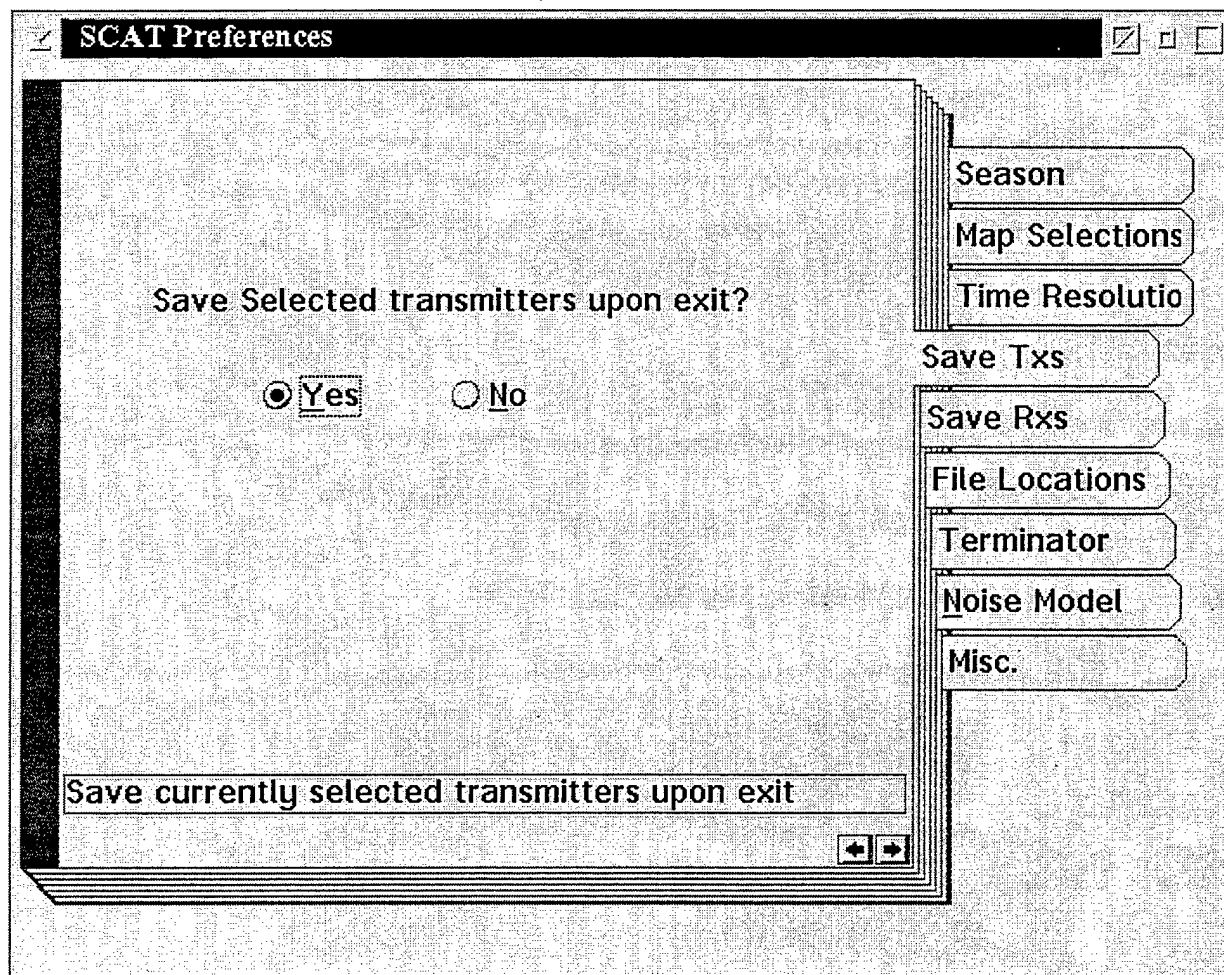 SCAT Preferences
Season
Map Selections
Time Resolutio
Save Selected transmitters upon exit?
Save Txs
Yes No
Save Rxs
File Locations
Terminator
Noise Model
Misc.
Save currently selected transmitters upon exit